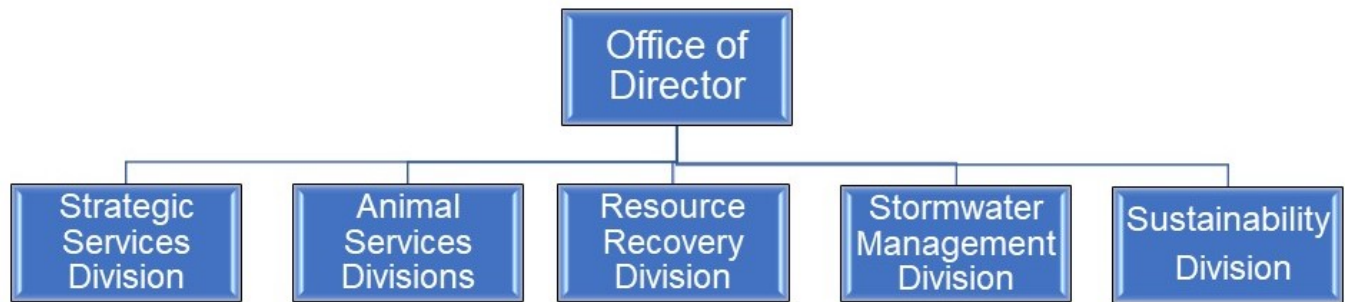 Office of
Director
Strategic
Services
Division
Animal
Services
Divisions
Resource
Recovery
Division
Stormwater
Management
Division
Sustainability
Division